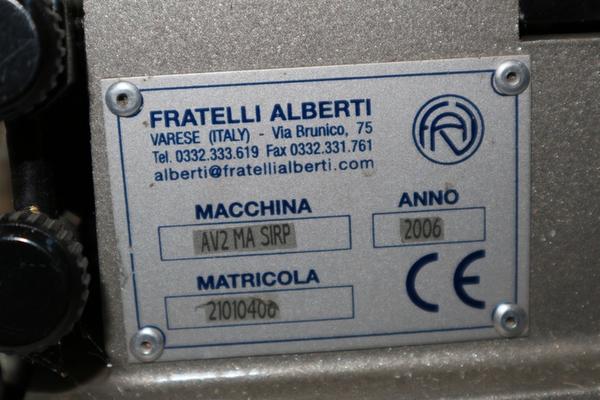 FRATELLI ALBERTI
VARESE (ITALY) - Via Brunico, 75
Tel. 0332.333.619 Fax 0332.331.761
alberti@fratellialberti.com
MACCHINA
ANNO
AV2 MA SIRP
2006
MATRICOLA
21010406
CE